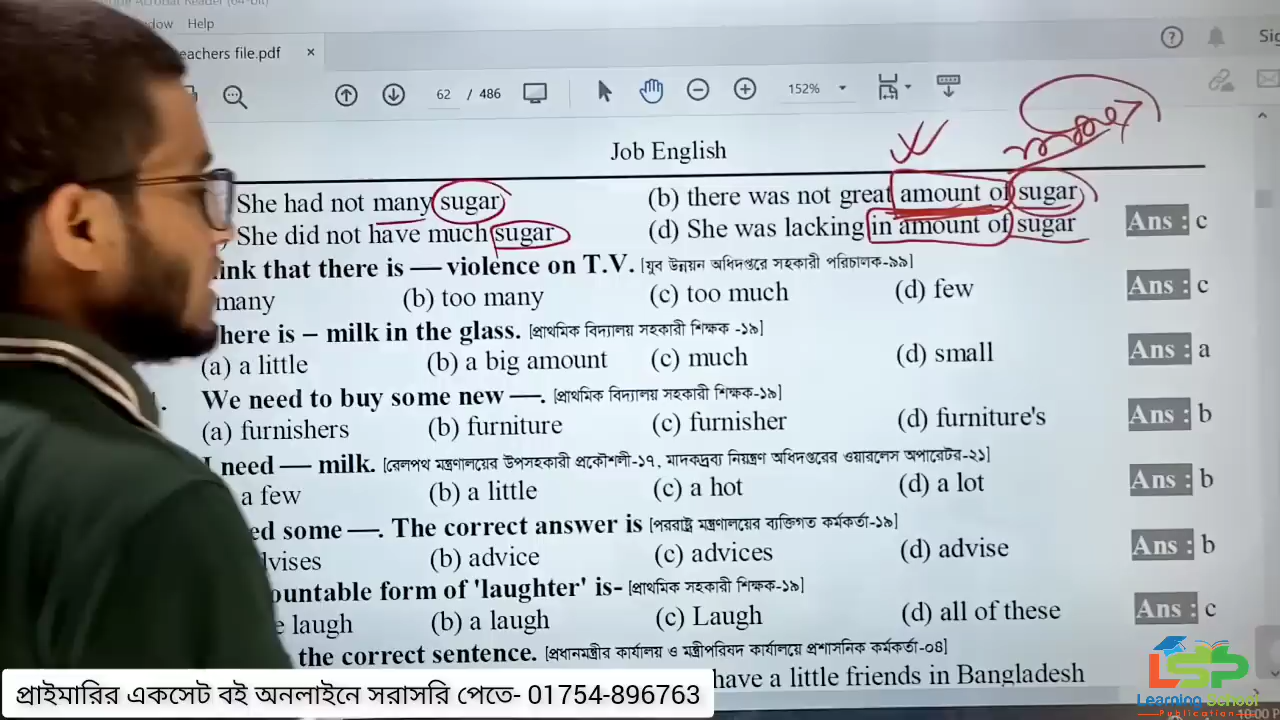 Window Help
teachers file.pdf ×
62 / 486 152%
Job English
She had not many sugar (b) there was not great amount of sugar
She did not have much sugar (d) She was lacking in amount of sugar Ans : c
ink that there is — violence on T.V. [যুব উন্নয়ন অধিদপ্তরে সহকারী পরিচালক-৯৯]
many (b) too many (c) too much (d) few Ans : c
here is – milk in the glass. [প্রাথমিক বিদ্যালয় সহকারী শিক্ষক -১৯]
(a) a little (b) a big amount (c) much (d) small Ans : a
We need to buy some new —. [প্রাথমিক বিদ্যালয় সহকারী শিক্ষক-১৯]
(a) furnishers (b) furniture (c) furnisher (d) furniture's Ans : b
I need — milk. [রেলপথ মন্ত্রণালয়ের উপসহকারী প্রকৌশলী-১৭, মাদকদ্রব্য নিয়ন্ত্রণ অধিদপ্তরের ওয়ারলেস অপারেটর-২১]
a few (b) a little (c) a hot (d) a lot Ans : b
ed some —. The correct answer is [পররাষ্ট্র মন্ত্রণালয়ের ব্যক্তিগত কর্মকর্তা-১৯]
lvises (b) advice (c) advices (d) advise Ans : b
ountable form of 'laughter' is- [প্রাথমিক সহকারী শিক্ষক-১৯]
e laugh (b) a laugh (c) Laugh (d) all of these Ans : c
the correct sentence. [প্রধানমন্ত্রীর কার্যালয় ও মন্ত্রীপরিষদ কার্যালয়ে প্রশাসনিক কর্মকর্তা-০৪]
have a little friends in Bangladesh
প্রাইমারির একসেট বই অনলাইনে সরাসরি পেতে- 01754-896763
LSP
Learning School
Publication